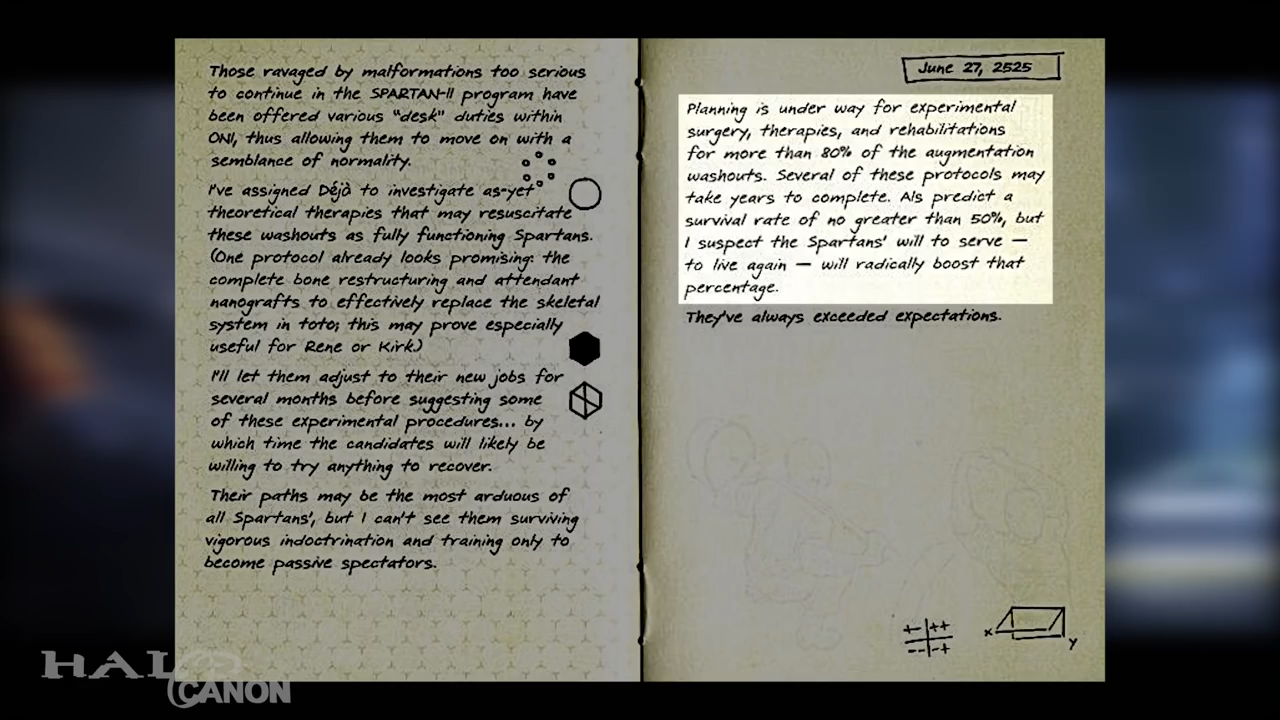 Those ravaged by malformations too serious
to continue in the SPARTAN-II program have
been offered various "desk" duties within
ONI, thus allowing them to move on with a
semblance of normality.
I've assigned Déjà to investigate as-yet
theoretical therapies that may resuscitate
these washouts as fully functioning Spartans.
(One protocol already looks promising: the
complete bone restructuring and attendant
nanografts to effectively replace the skeletal
system in toto; this may prove especially
useful for Rene or Kirk.)
I'll let them adjust to their new jobs for
several months before suggesting some
of these experimental procedures... by
which time the candidates will likely be
willing to try anything to recover.
Their paths may be the most arduous of
all Spartans', but I can't see them surviving
vigorous indoctrination and training only to
become passive spectators.
June 27, 2525
Planning is under way for experimental
surgery, therapies, and rehabilitations
for more than 80% of the augmentation
washouts. Several of these protocols may
take years to complete. AIs predict a
survival rate of no greater than 50%, but
I suspect the Spartans' will to serve —
to live again — will radically boost that
percentage.
They've always exceeded expectations.
+- ++
-- -+
x y
HALO
CANON